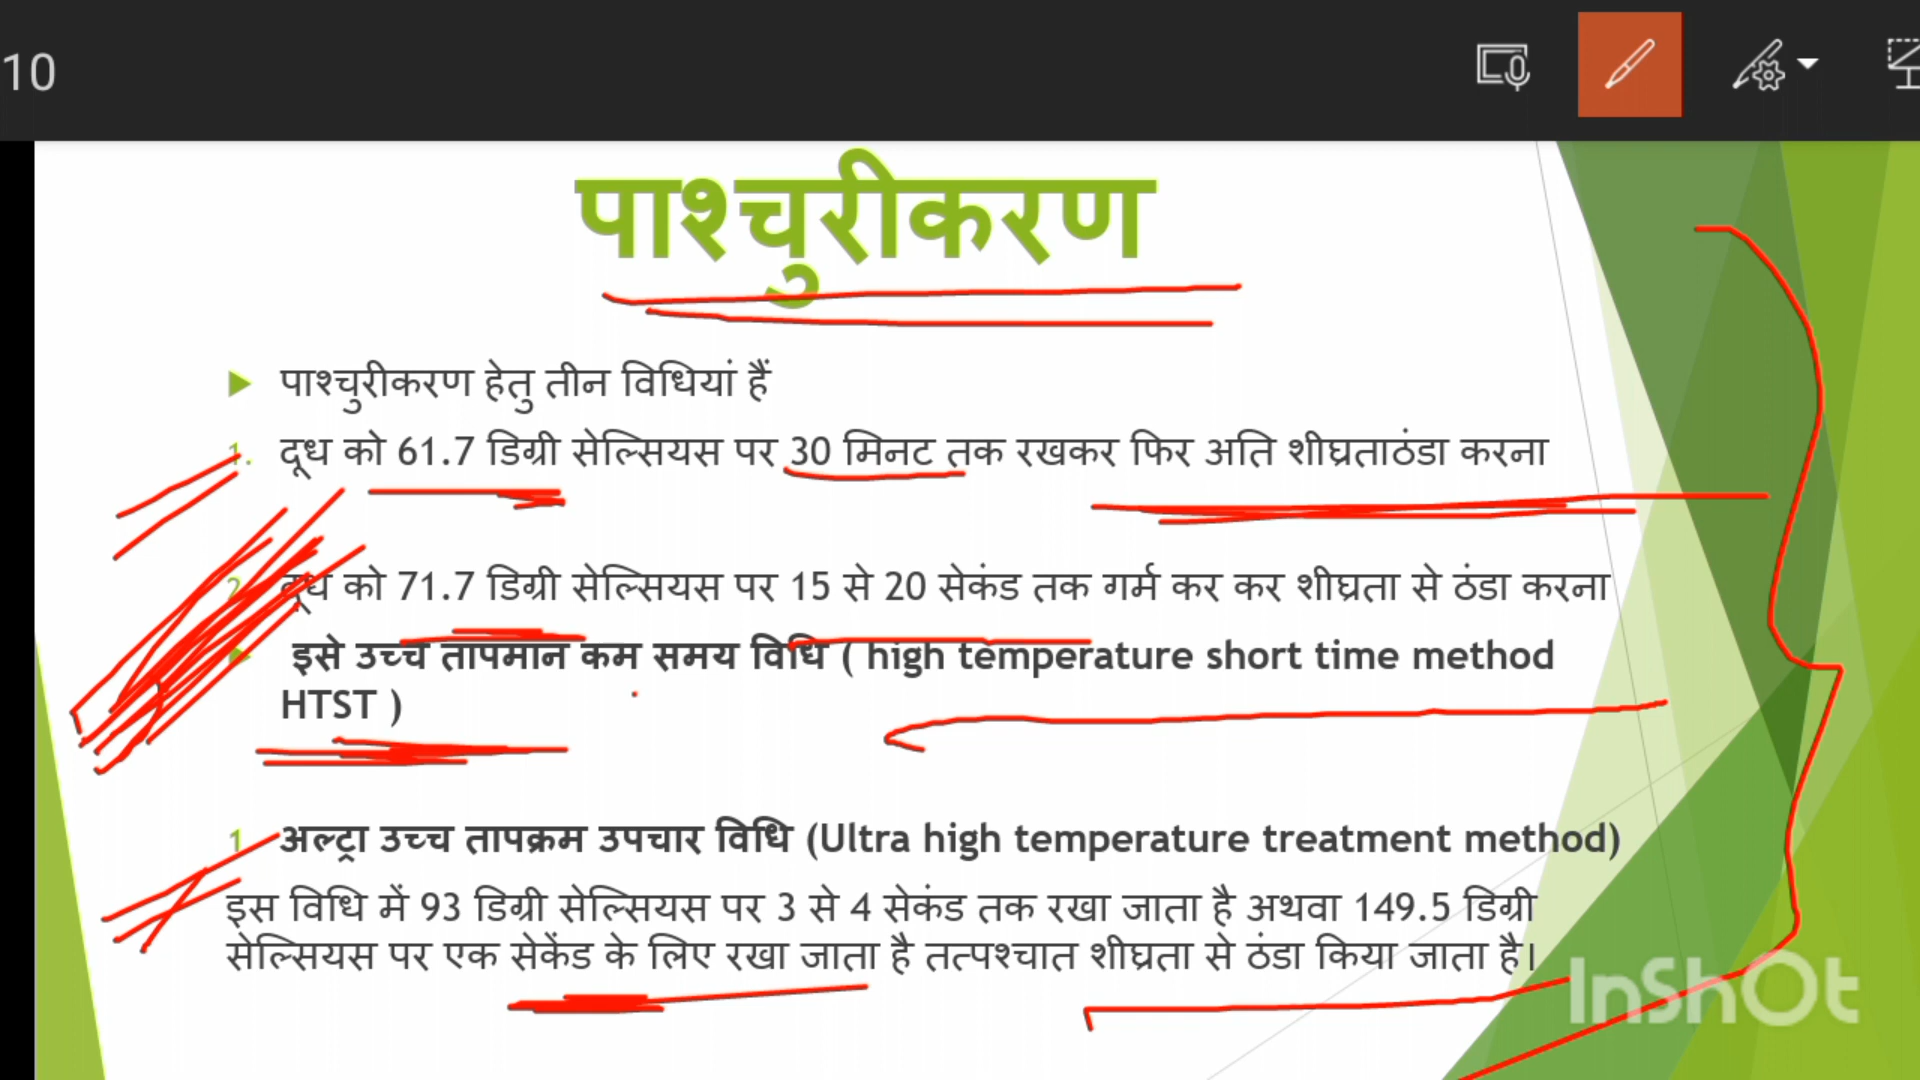 10
पाश्चुरीकरण
पाश्चुरीकरण हेतु तीन विधियां हैं
1. दूध को 61.7 डिग्री सेल्सियस पर 30 मिनट तक रखकर फिर अति शीघ्रताठंडा करना
2. दूध को 71.7 डिग्री सेल्सियस पर 15 से 20 सेकंड तक गर्म कर कर शीघ्रता से ठंडा करना
इसे उच्च तापमान कम समय विधि ( high temperature short time method
HTST )
1 अल्ट्रा उच्च तापक्रम उपचार विधि (Ultra high temperature treatment method)
इस विधि में 93 डिग्री सेल्सियस पर 3 से 4 सेकंड तक रखा जाता है अथवा 149.5 डिग्री
सेल्सियस पर एक सेकेंड के लिए रखा जाता है तत्पश्चात शीघ्रता से ठंडा किया जाता है।
InShOt